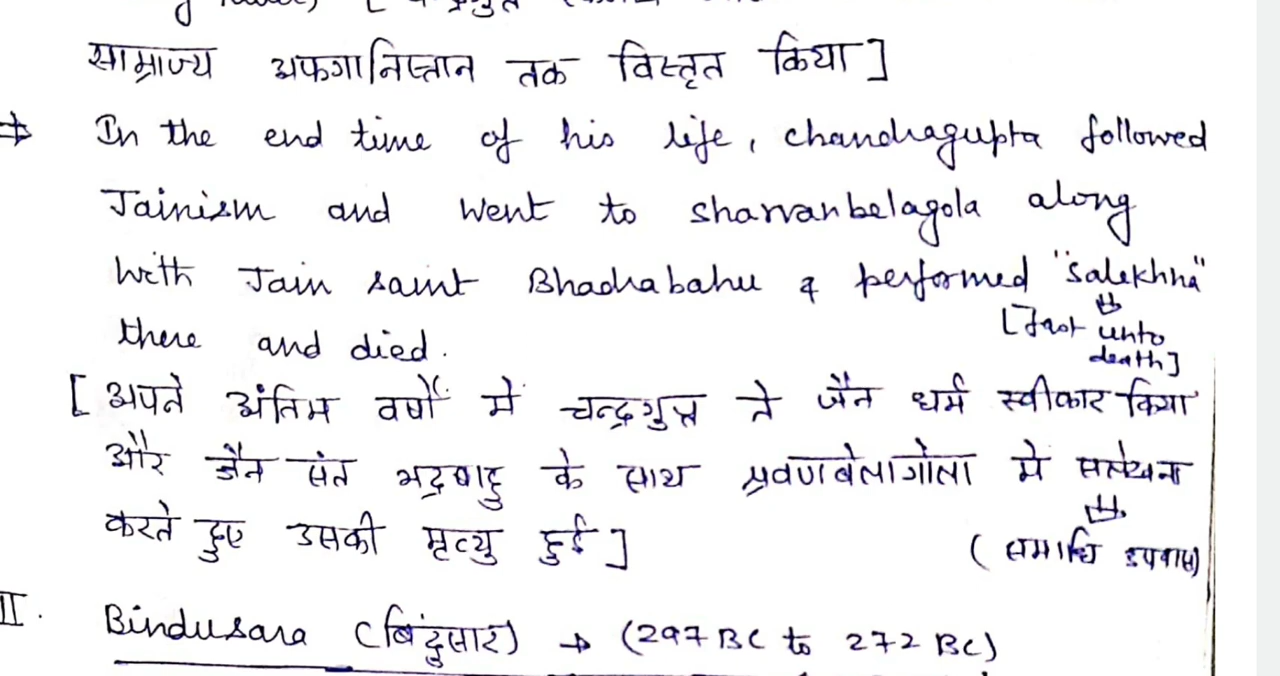 साम्राज्य अफगानिस्तान तक विस्तृत किया ]
⇒ In the end time of his life, chandragupta followed
Jainism and went to sharvanbelagola along
with Jain saint Bhadrabahu & performed "salekhna"
there and died. [fast unto
death]
[ अपने अंतिम वर्षों में चन्द्रगुप्त ने जैन धर्म स्वीकार किया
और जैन संत भद्रबाहु के साथ श्रवणबेलागोला में सलेखना
करते हुए उसकी मृत्यु हुई ] (समाधि उपवास)
II. Bindusara (बिंदुसार) → (297 BC to 272 BC)